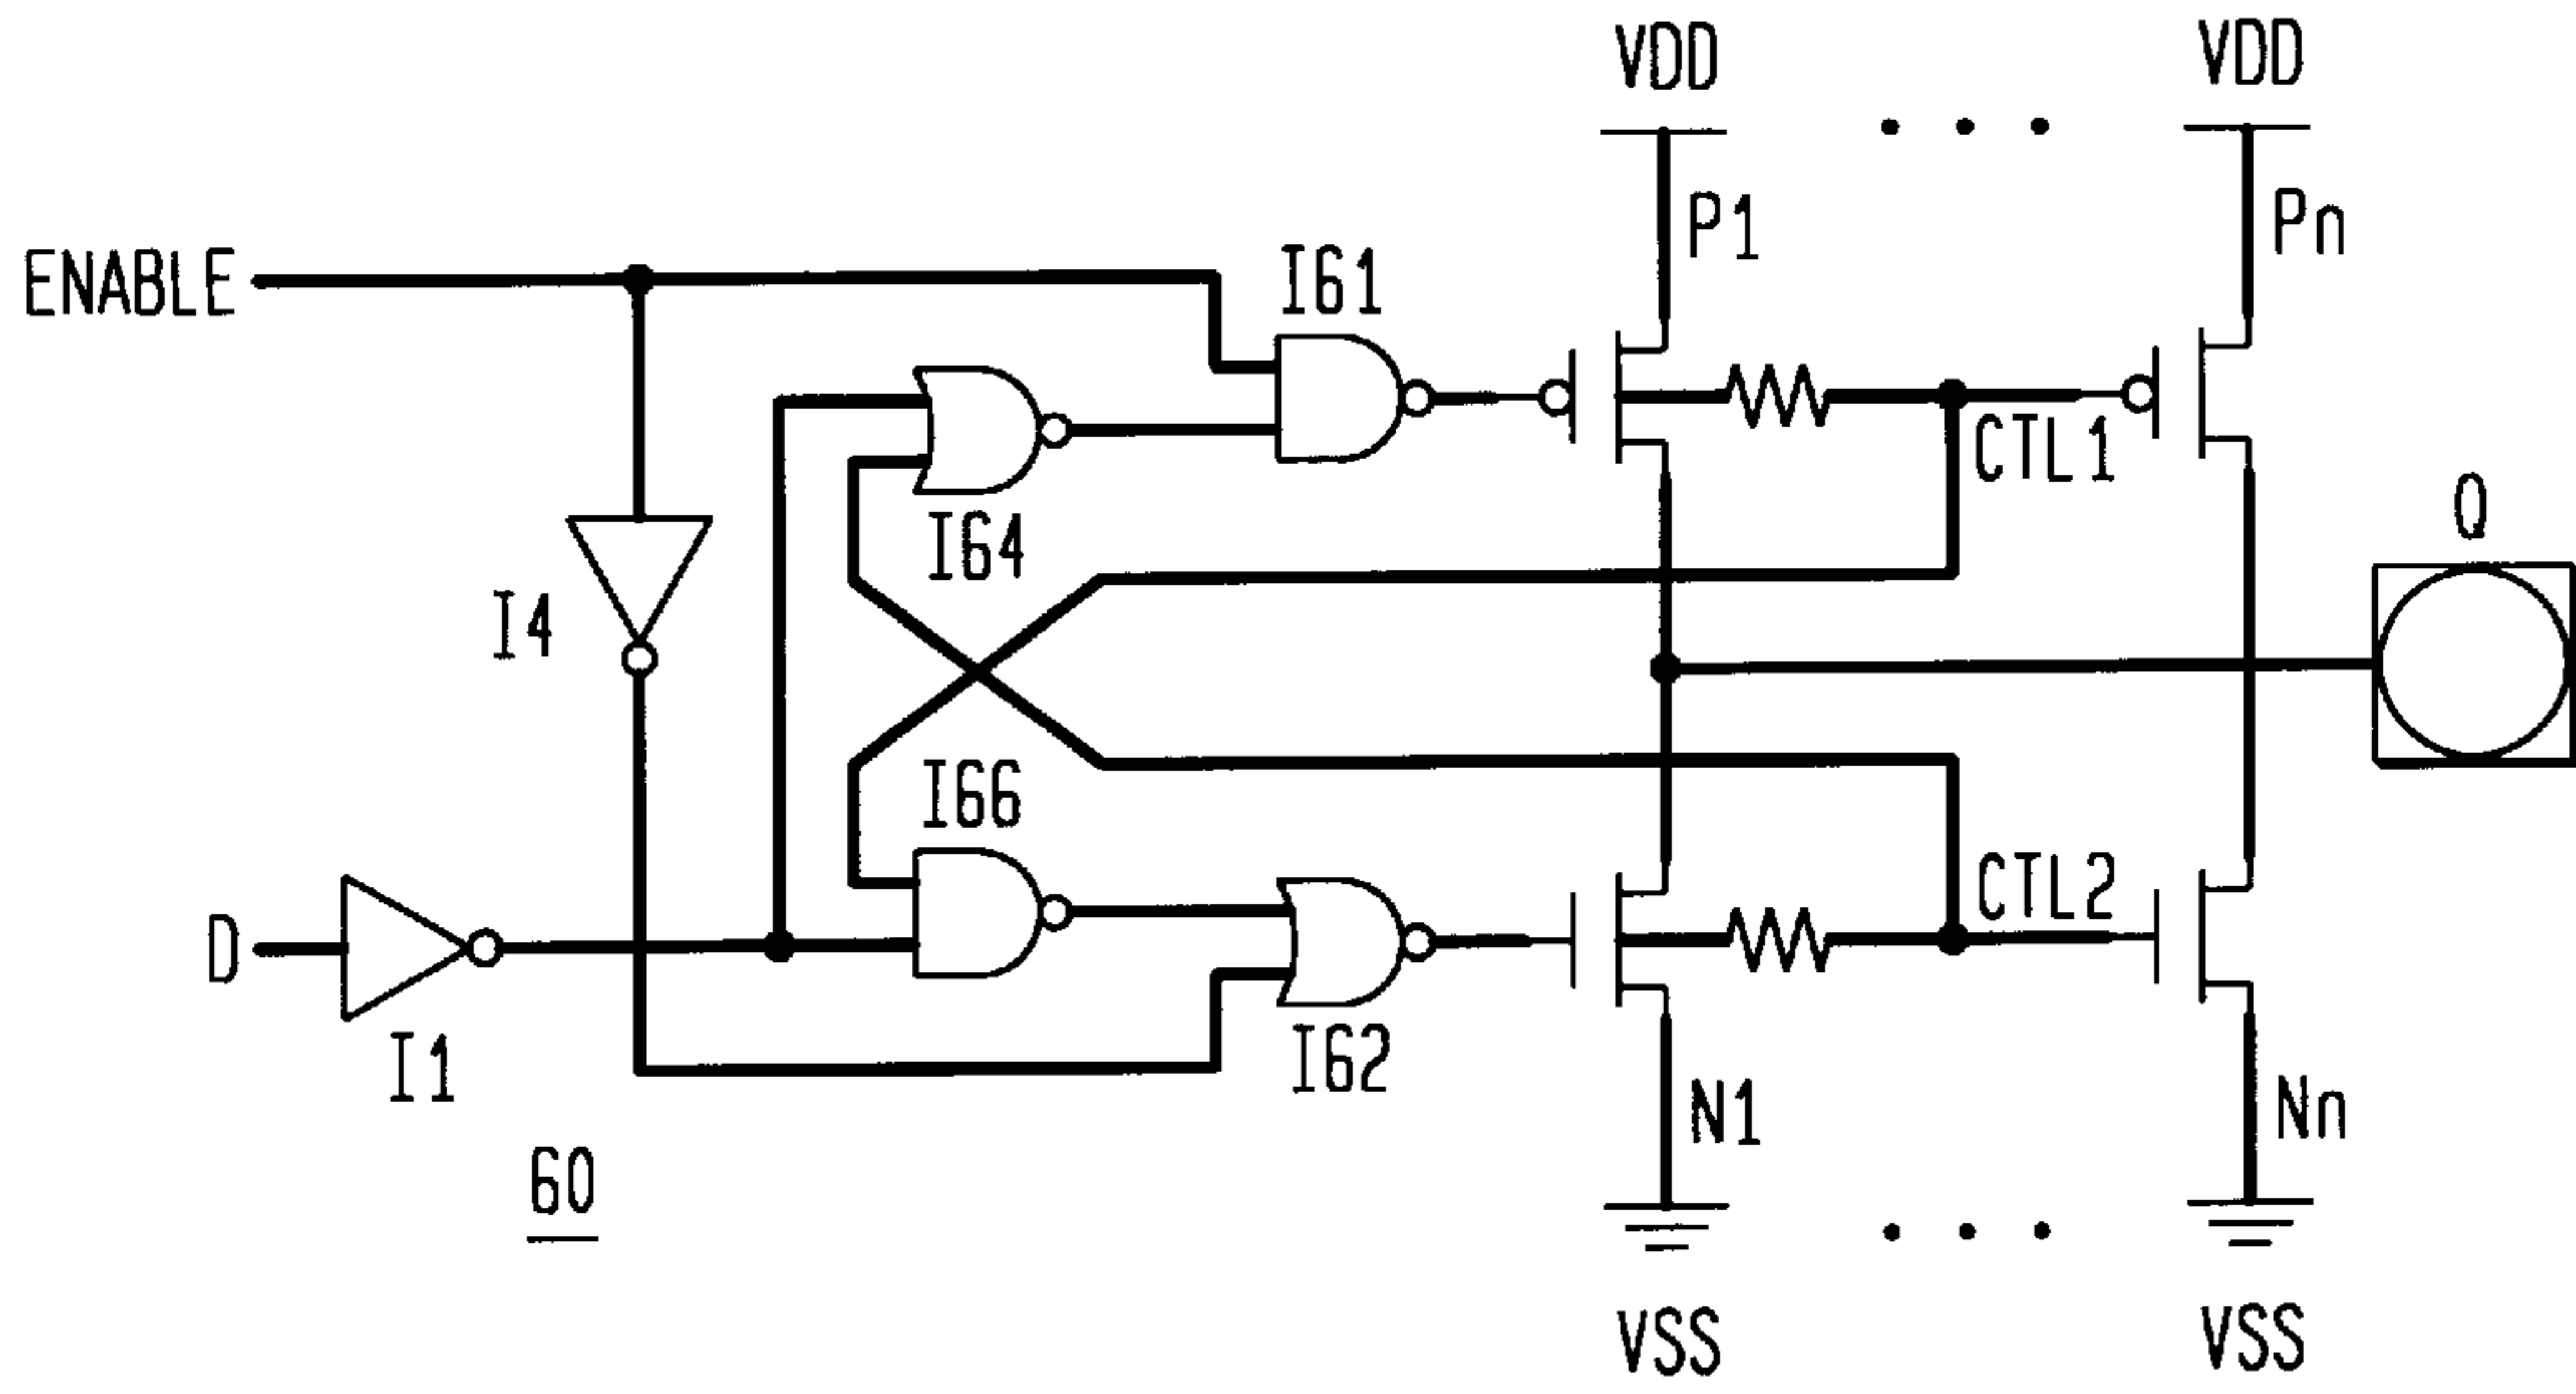 VDD
VDD
P1
Pn
ENABLE
I61
CTL1
Q
I64
I4
I66
CTL2
D
I1
I62
N1
Nn
60
VSS
VSS